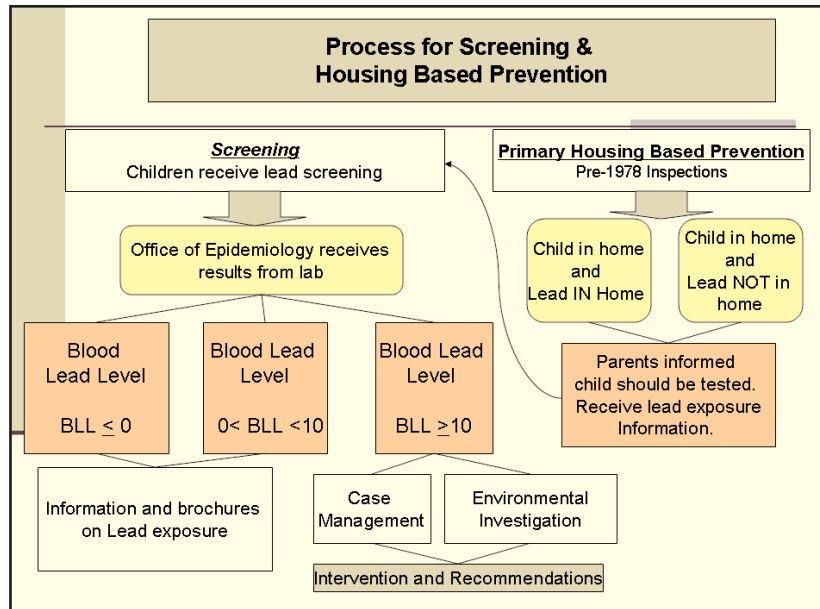 Process for Screening &
Housing Based Prevention
Screening
Children receive lead screening
Primary Housing Based Prevention
Pre-1978 Inspections
Office of Epidemiology receives
results from lab
Child in home
and
Lead IN Home
Child in home
and
Lead NOT in
home
Blood
Lead Level
BLL ≤ 0
Blood Lead
Level
0< BLL <10
Blood Lead
Level
BLL ≥10
Parents informed
child should be tested.
Receive lead exposure
Information.
Information and brochures
on Lead exposure
Case
Management
Environmental
Investigation
Intervention and Recommendations